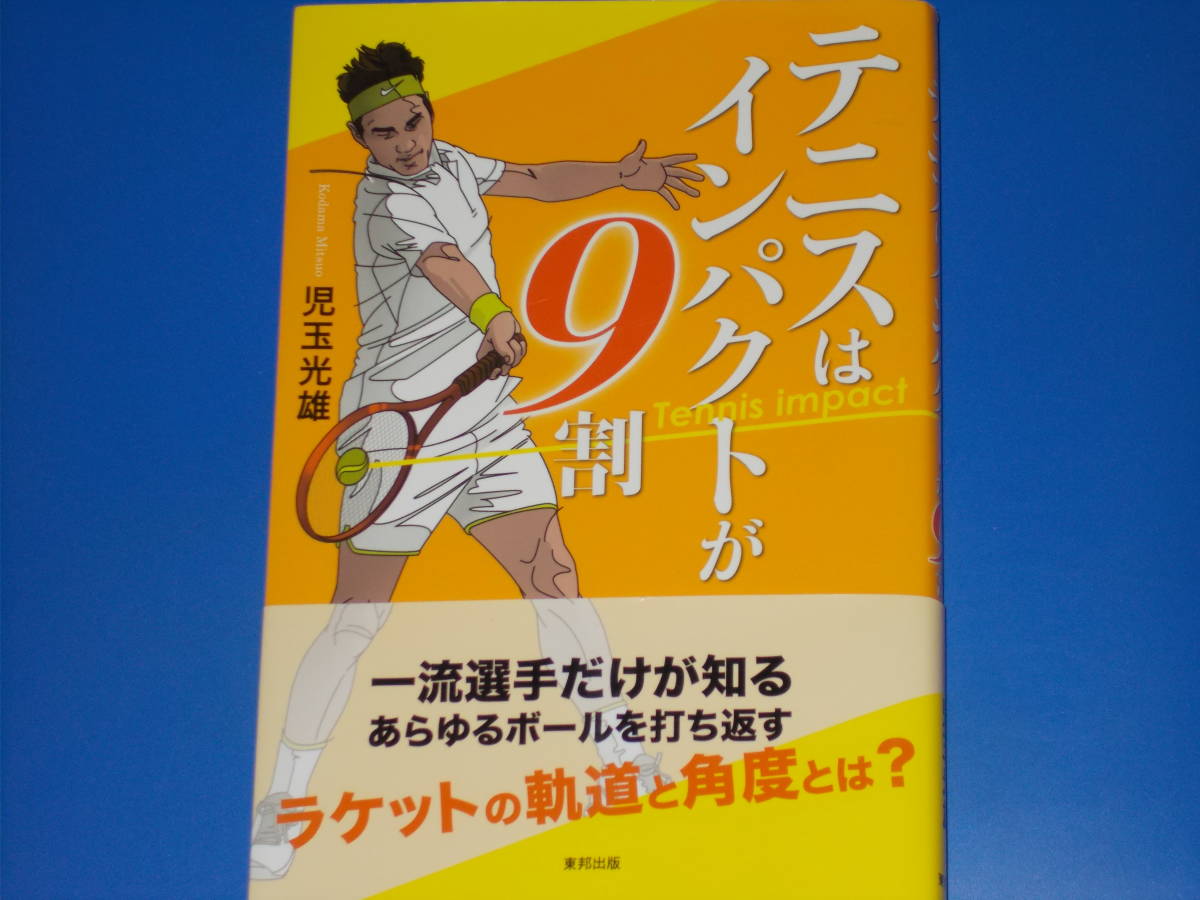 テニスは
インパクトが
9割
Tennis impact
Kodama Mitsuo
児玉光雄
一流選手だけが知る
あらゆるボールを打ち返す
ラケットの軌道と角度とは？
東邦出版